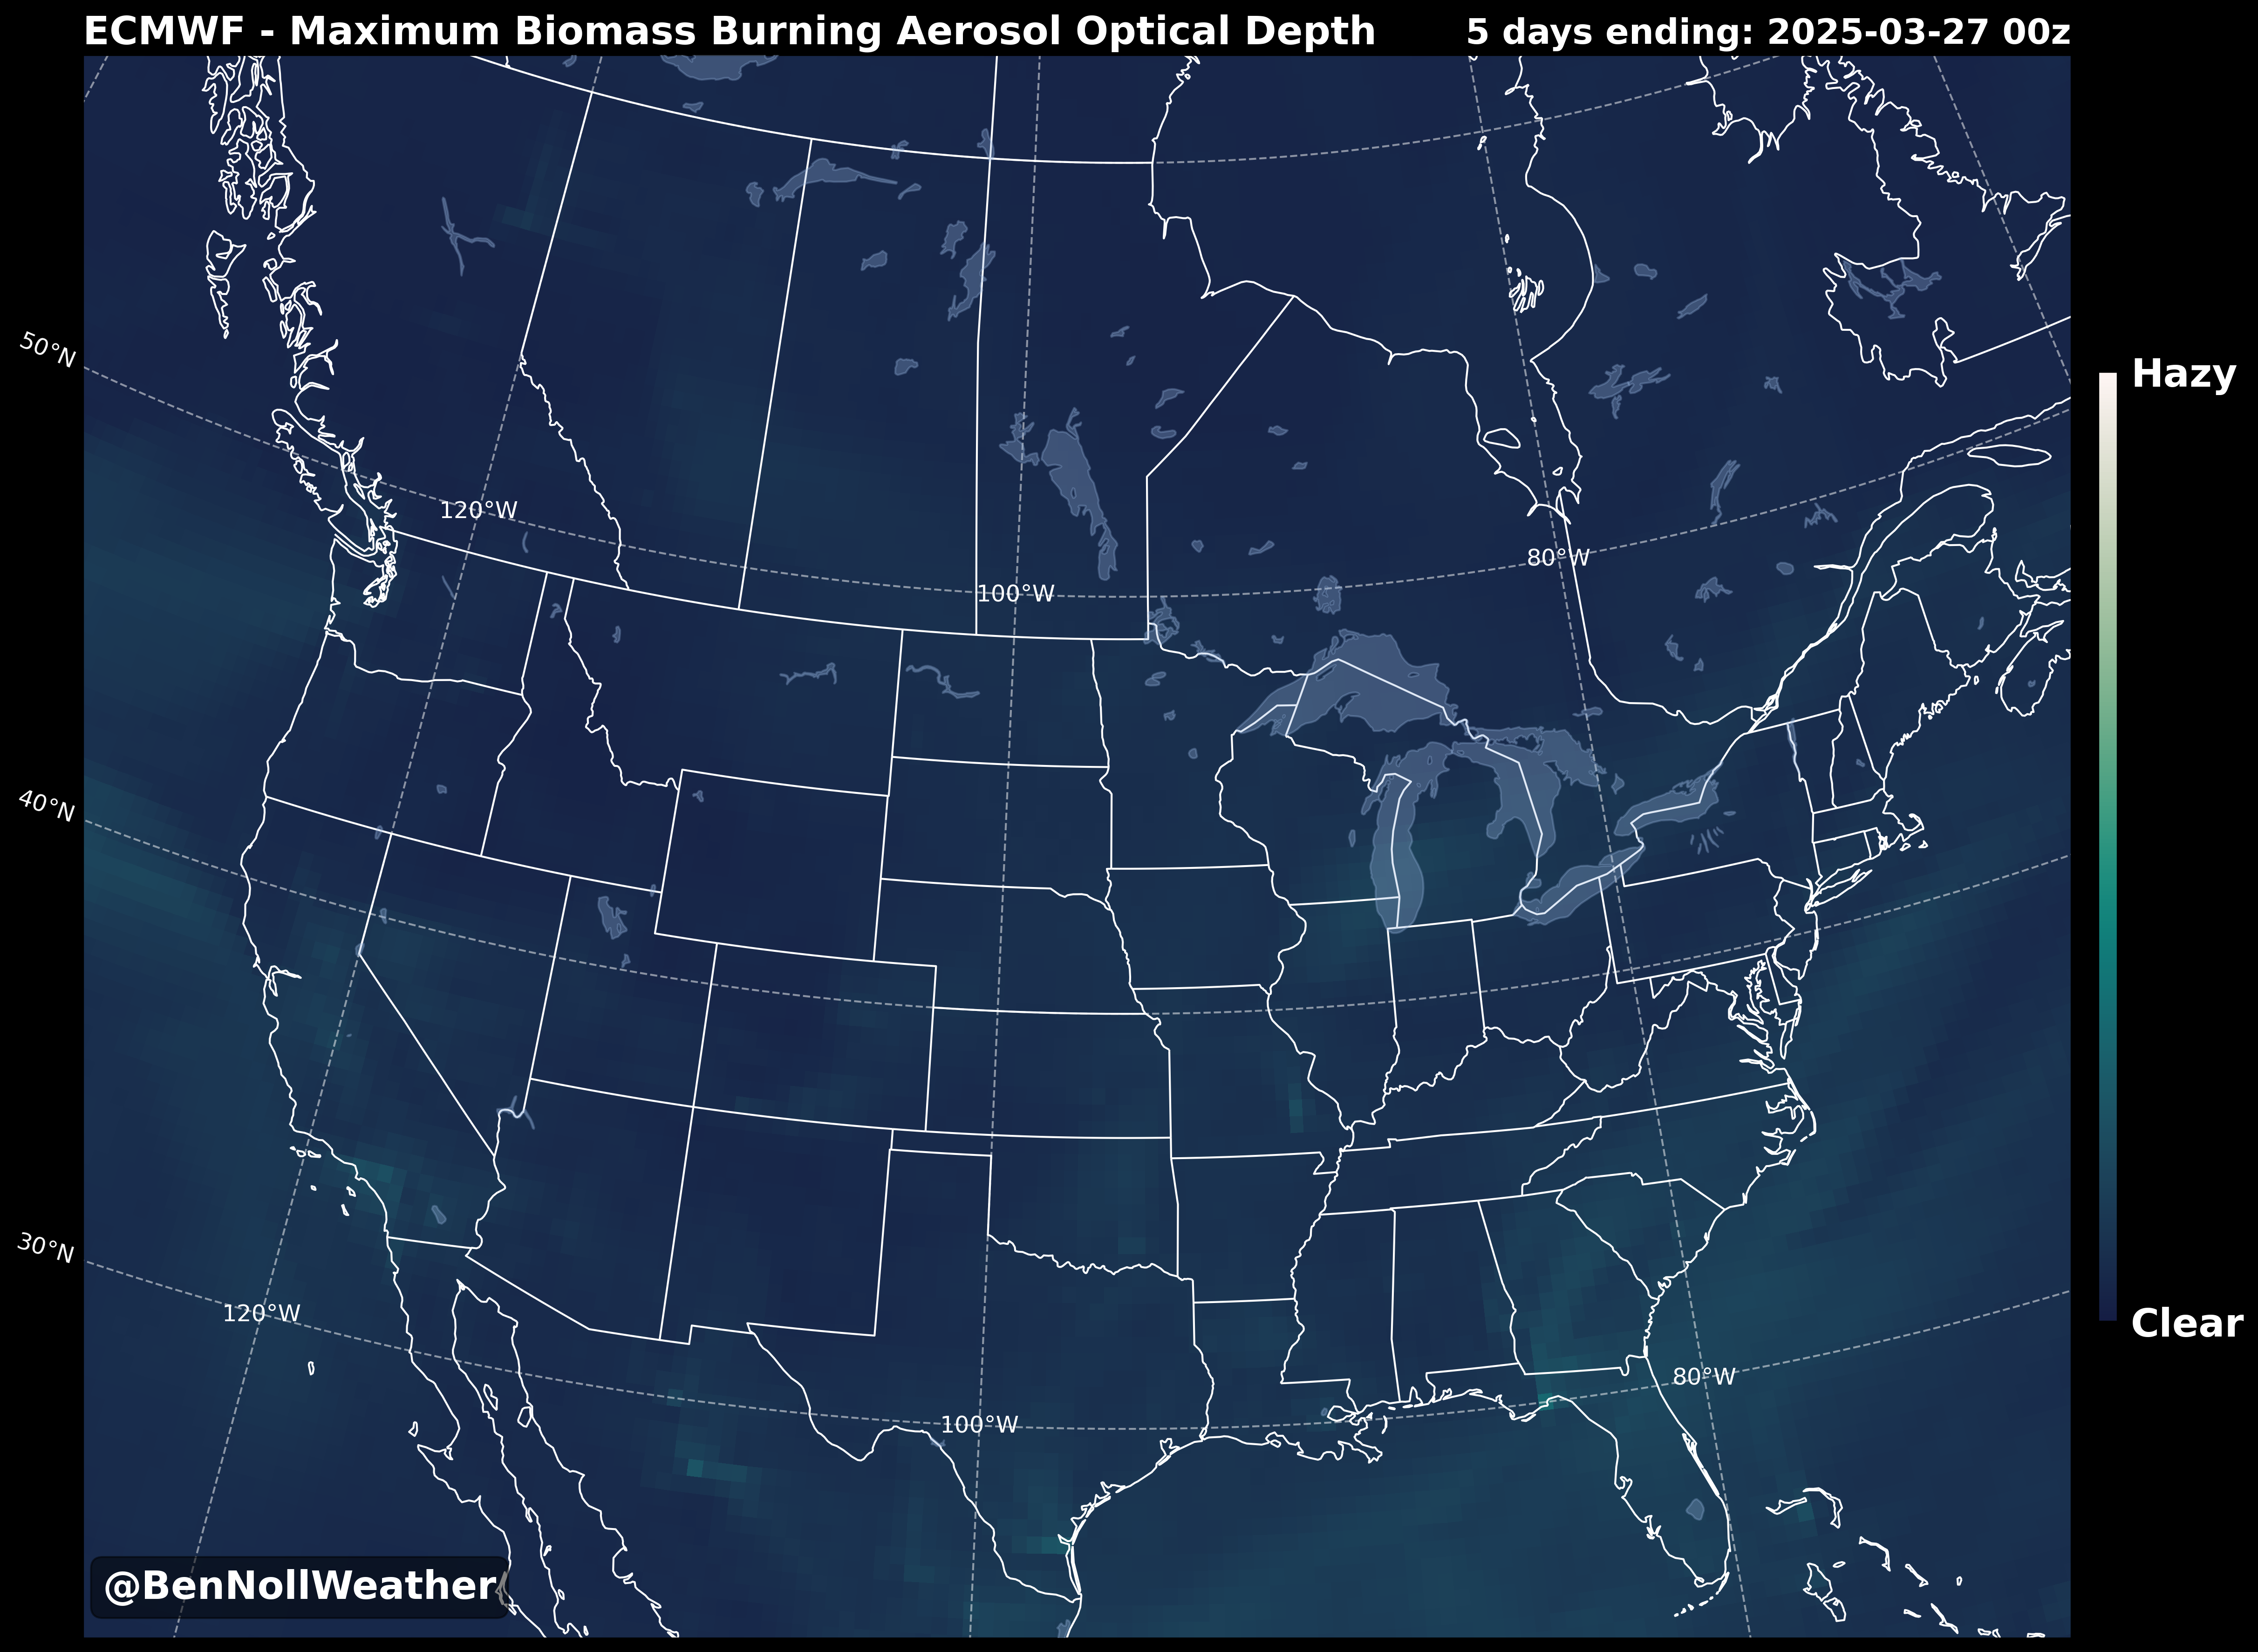 ECMWF - Maximum Biomass Burning Aerosol Optical Depth
5 days ending: 2025-03-27 00z
50°N
Hazy
120°W
80°W
100°W
40°N
30°N
120°W
Clear
80°W
100°W
@BenNollWeather